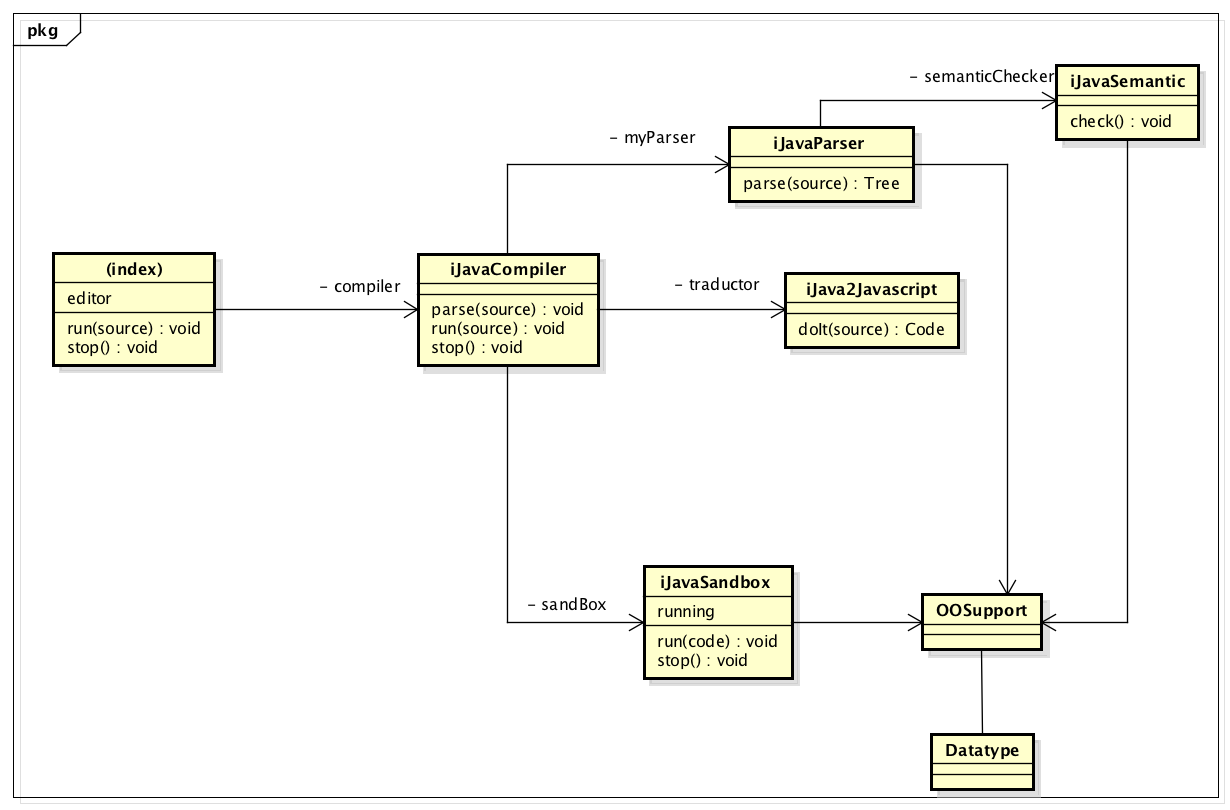 pkg
- semanticChecker
iJavaSemantic
check() : void
- myParser
iJavaParser
parse(source) : Tree
(index)
editor
run(source) : void
stop() : void
- compiler
iJavaCompiler
parse(source) : void
run(source) : void
stop() : void
- traductor
iJava2Javascript
doIt(source) : Code
- sandBox
iJavaSandbox
running
run(code) : void
stop() : void
OOSupport
Datatype